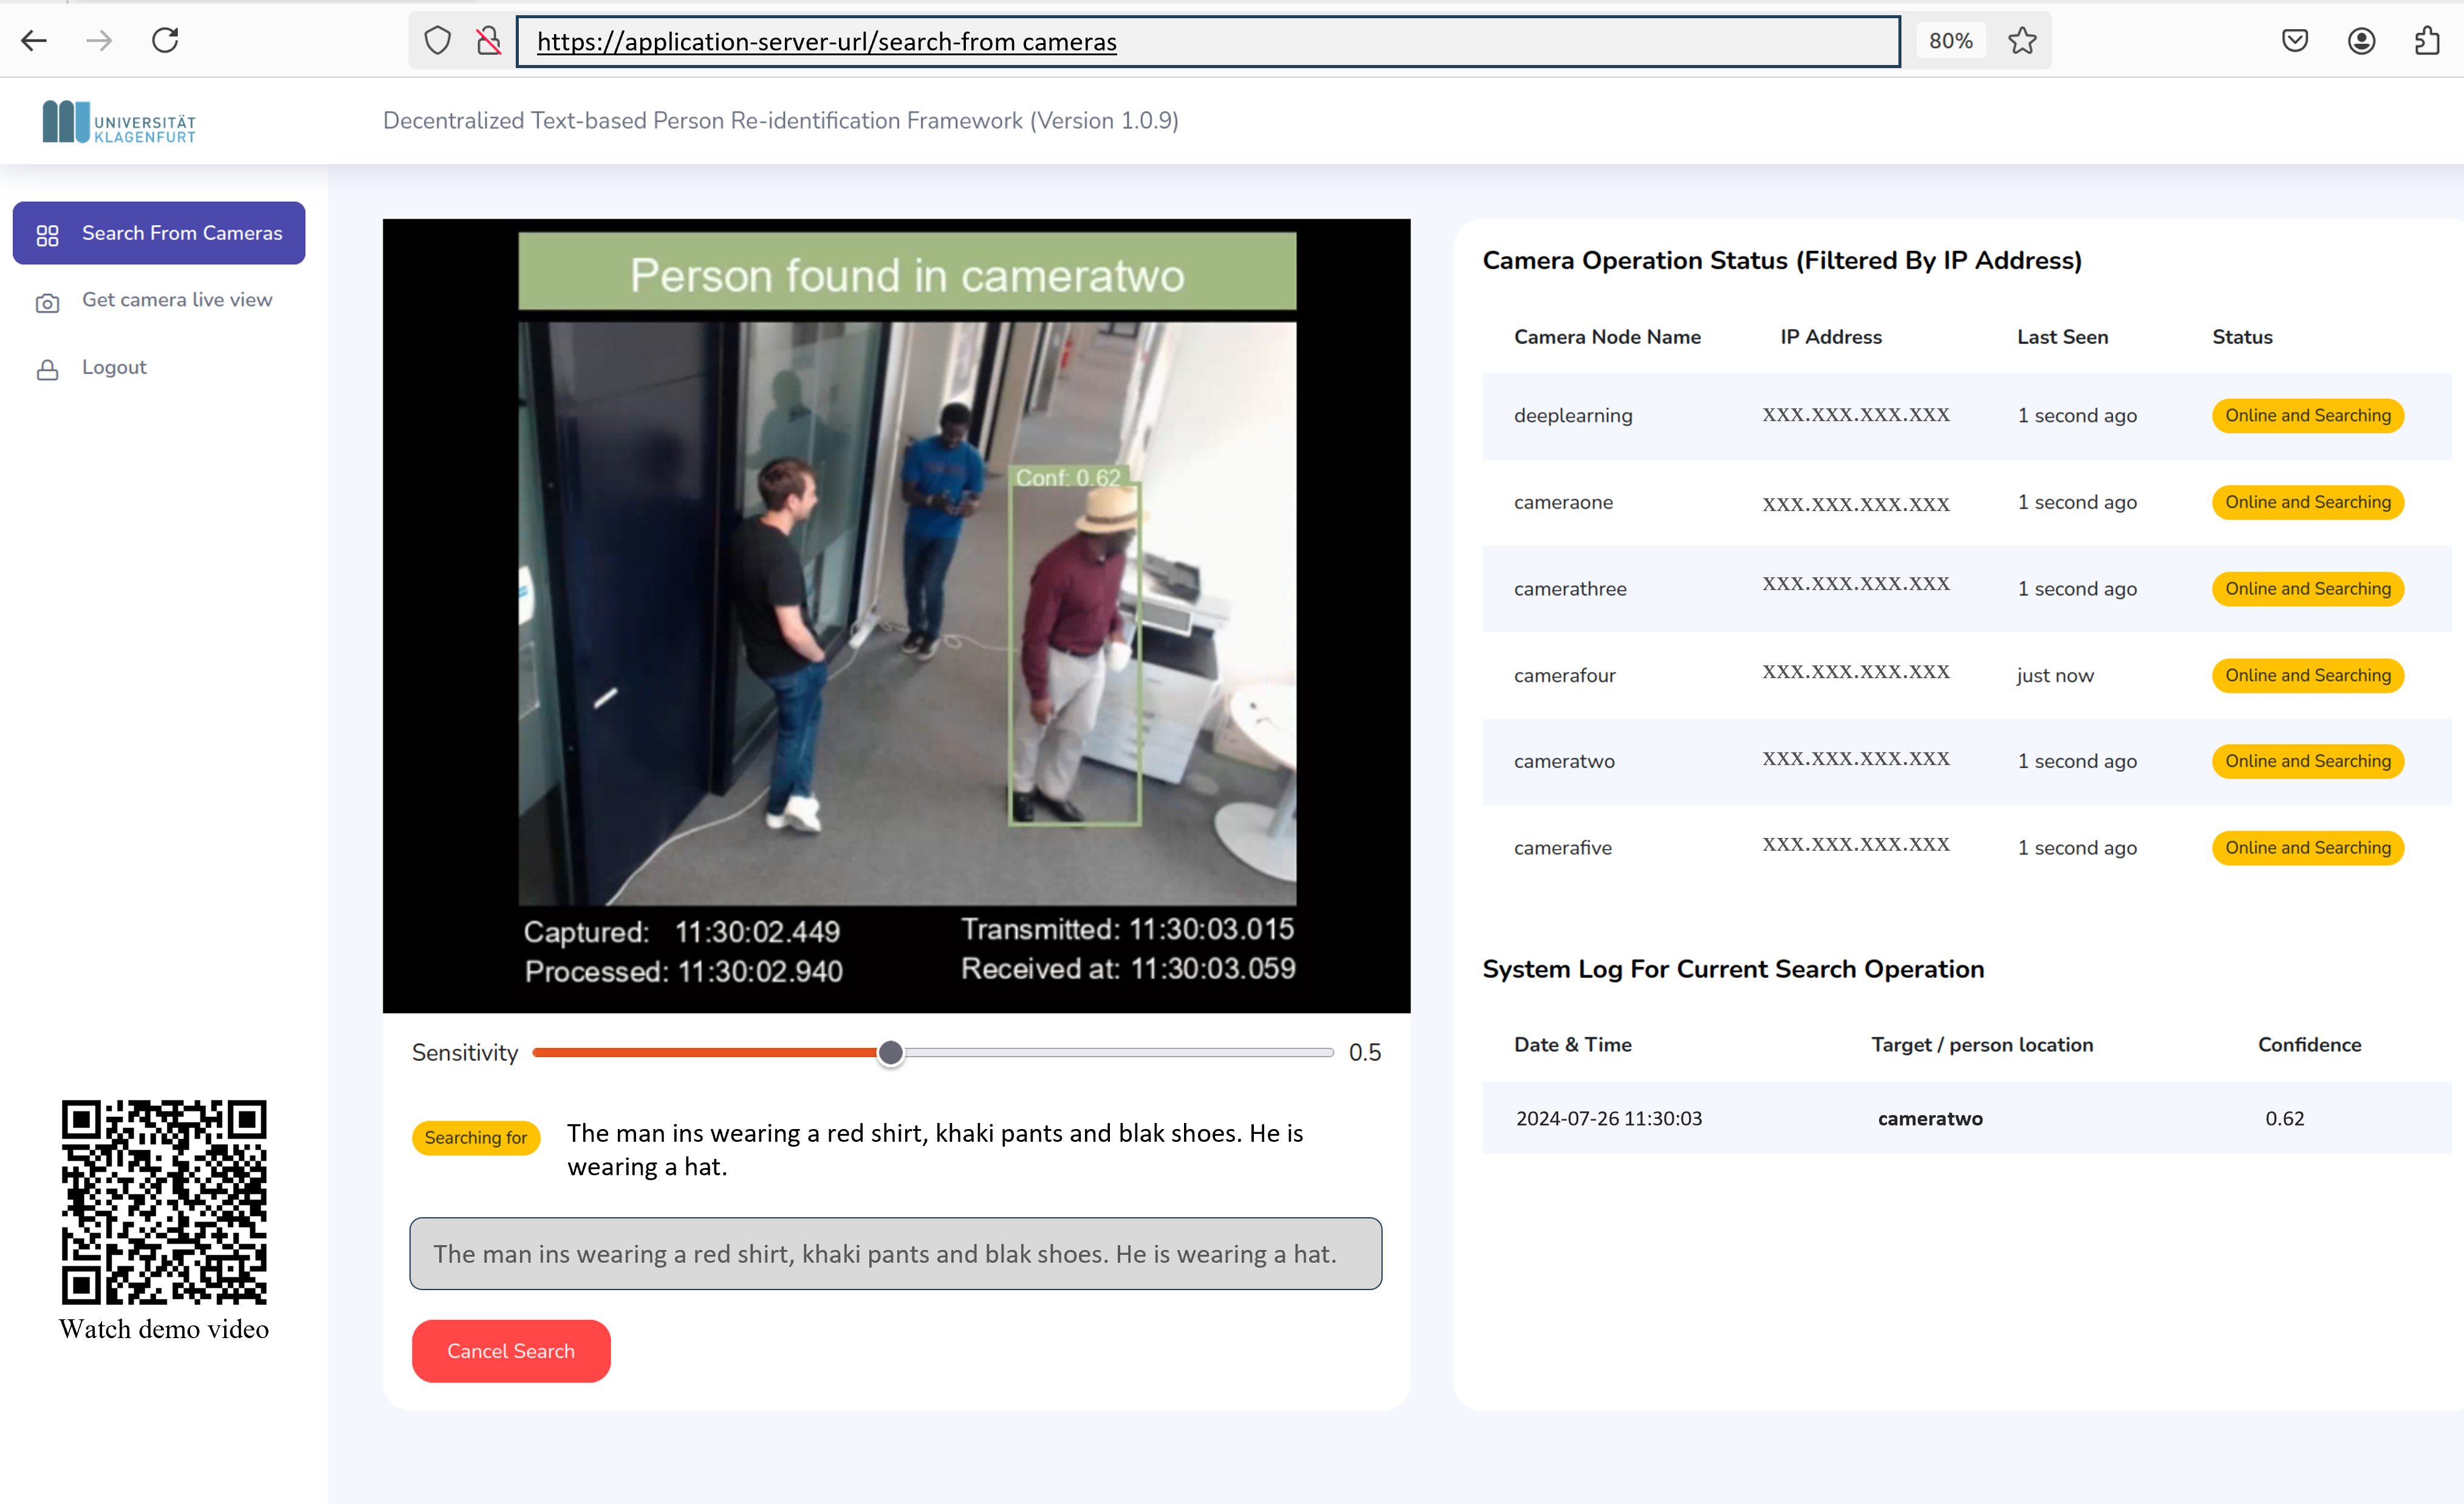 https://application-server-url/search-from cameras
80%
UNIVERSITÄT
KLAGENFURT
Decentralized Text-based Person Re-identification Framework (Version 1.0.9)
Search From Cameras
Get camera live view
Logout
Watch demo video
Person found in cameratwo
Conf: 0.62
Captured: 11:30:02.449
Transmitted: 11:30:03.015
Processed: 11:30:02.940
Received at: 11:30:03.059
Sensitivity 0.5
Searching for The man ins wearing a red shirt, khaki pants and blak shoes. He is
wearing a hat.
The man ins wearing a red shirt, khaki pants and blak shoes. He is wearing a hat.
Cancel Search
Camera Operation Status (Filtered By IP Address)
Camera Node Name IP Address Last Seen Status
deeplearning XXX.XXX.XXX.XXX 1 second ago Online and Searching
cameraone XXX.XXX.XXX.XXX 1 second ago Online and Searching
camerathree XXX.XXX.XXX.XXX 1 second ago Online and Searching
camerafour XXX.XXX.XXX.XXX just now Online and Searching
cameratwo XXX.XXX.XXX.XXX 1 second ago Online and Searching
camerafive XXX.XXX.XXX.XXX 1 second ago Online and Searching
System Log For Current Search Operation
Date & Time Target / person location Confidence
2024-07-26 11:30:03 cameratwo 0.62